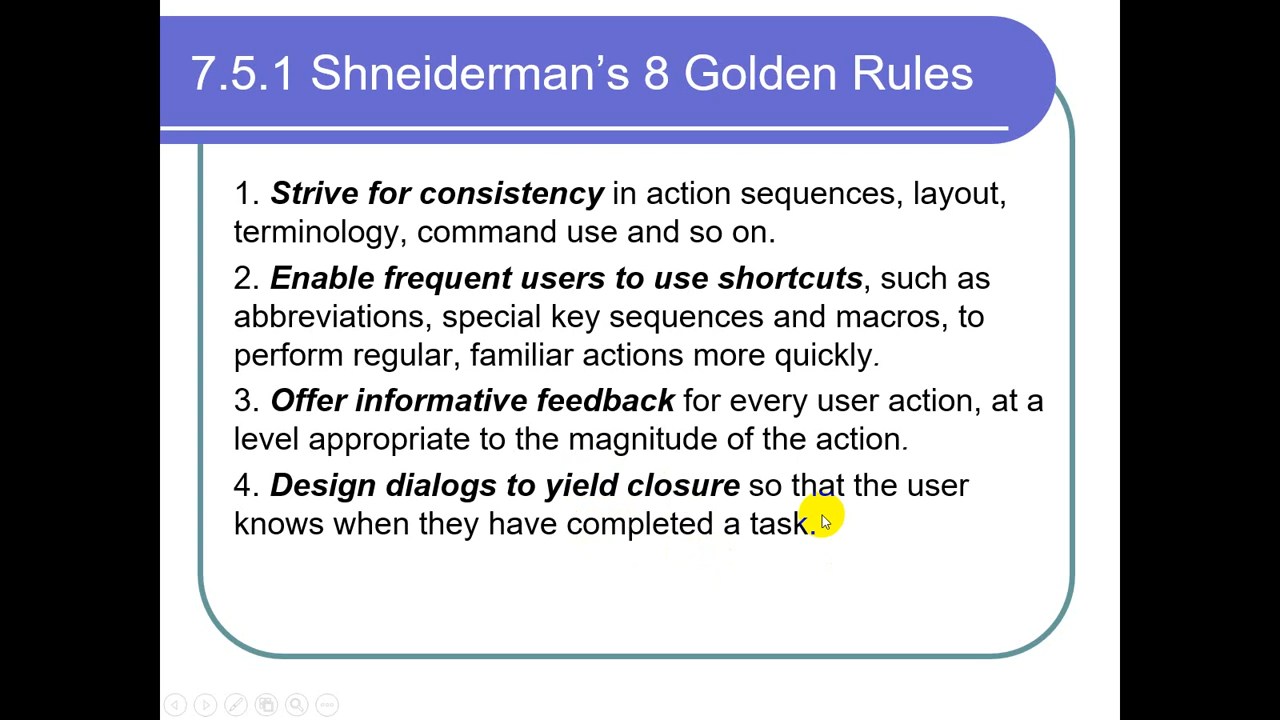 7.5.1 Shneiderman’s 8 Golden Rules
1. Strive for consistency in action sequences, layout,
terminology, command use and so on.
2. Enable frequent users to use shortcuts, such as
abbreviations, special key sequences and macros, to
perform regular, familiar actions more quickly.
3. Offer informative feedback for every user action, at a
level appropriate to the magnitude of the action.
4. Design dialogs to yield closure so that the user
knows when they have completed a task.